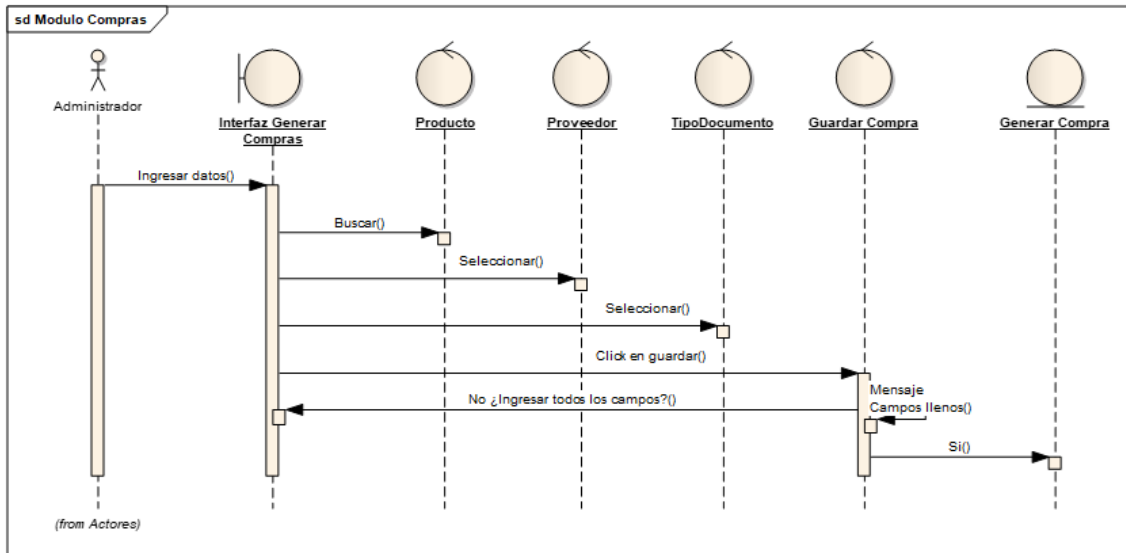 sd Modulo Compras
Administrador
Interfaz Generar
Compras
Producto
Proveedor
TipoDocumento
Guardar Compra
Generar Compra
Ingresar datos()
Buscar()
Seleccionar()
Seleccionar()
Click en guardar()
No ¿Ingresar todos los campos?()
Mensaje
Campos llenos()
Si()
(from Actores)